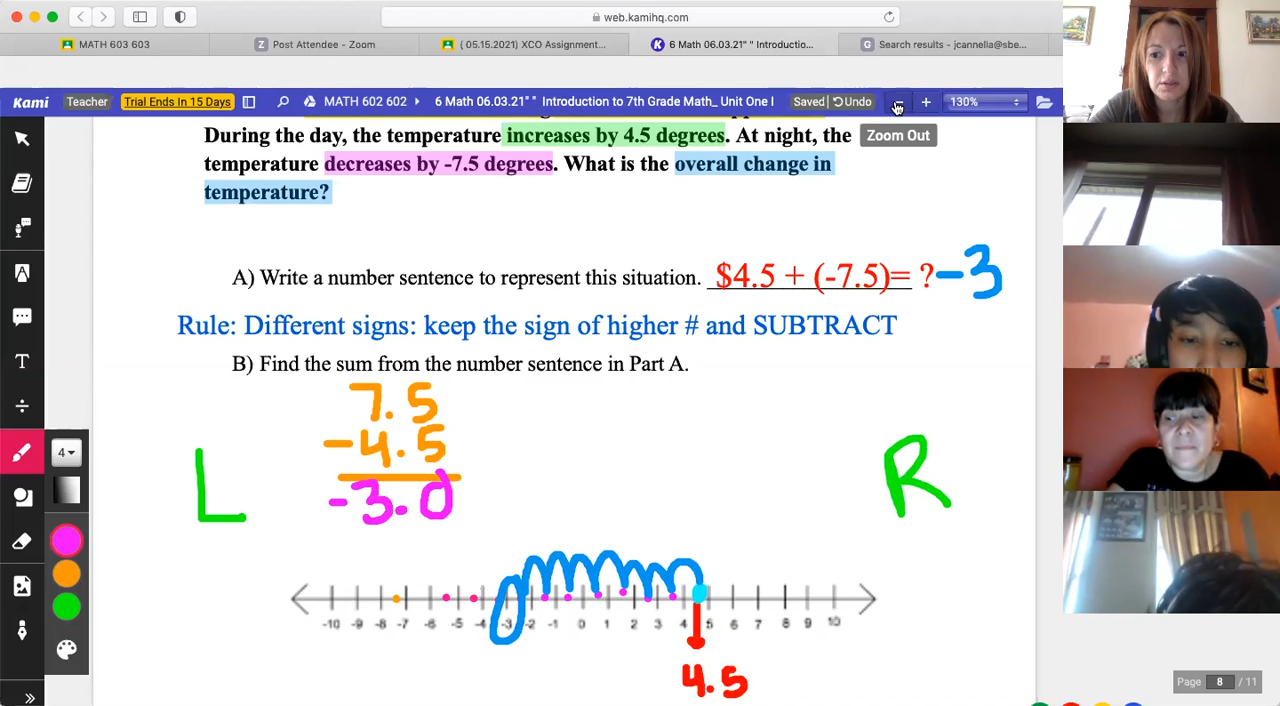 web.kamihq.com
MATH 603 603
Post Attendee - Zoom
( 05.15.2021) XCO Assignment...
6 Math 06.03.21" " Introductio...
Search results - jcannella@sbe...
Kami Teacher Trial Ends In 15 Days MATH 602 602 6 Math 06.03.21" " Introduction to 7th Grade Math_ Unit One I Saved Undo 130%
Zoom Out
During the day, the temperature increases by 4.5 degrees. At night, the
temperature decreases by -7.5 degrees. What is the overall change in
temperature?
A) Write a number sentence to represent this situation. $4.5 + (-7.5)= ? -3
Rule: Different signs: keep the sign of higher # and SUBTRACT
B) Find the sum from the number sentence in Part A.
7.5
-4.5
-3.0
L
R
-10 -9 -8 -7 -6 -5 -4 -3 -2 -1 0 1 2 3 4 5 6 7 8 9 10
4.5
4
T
Page 8 / 11